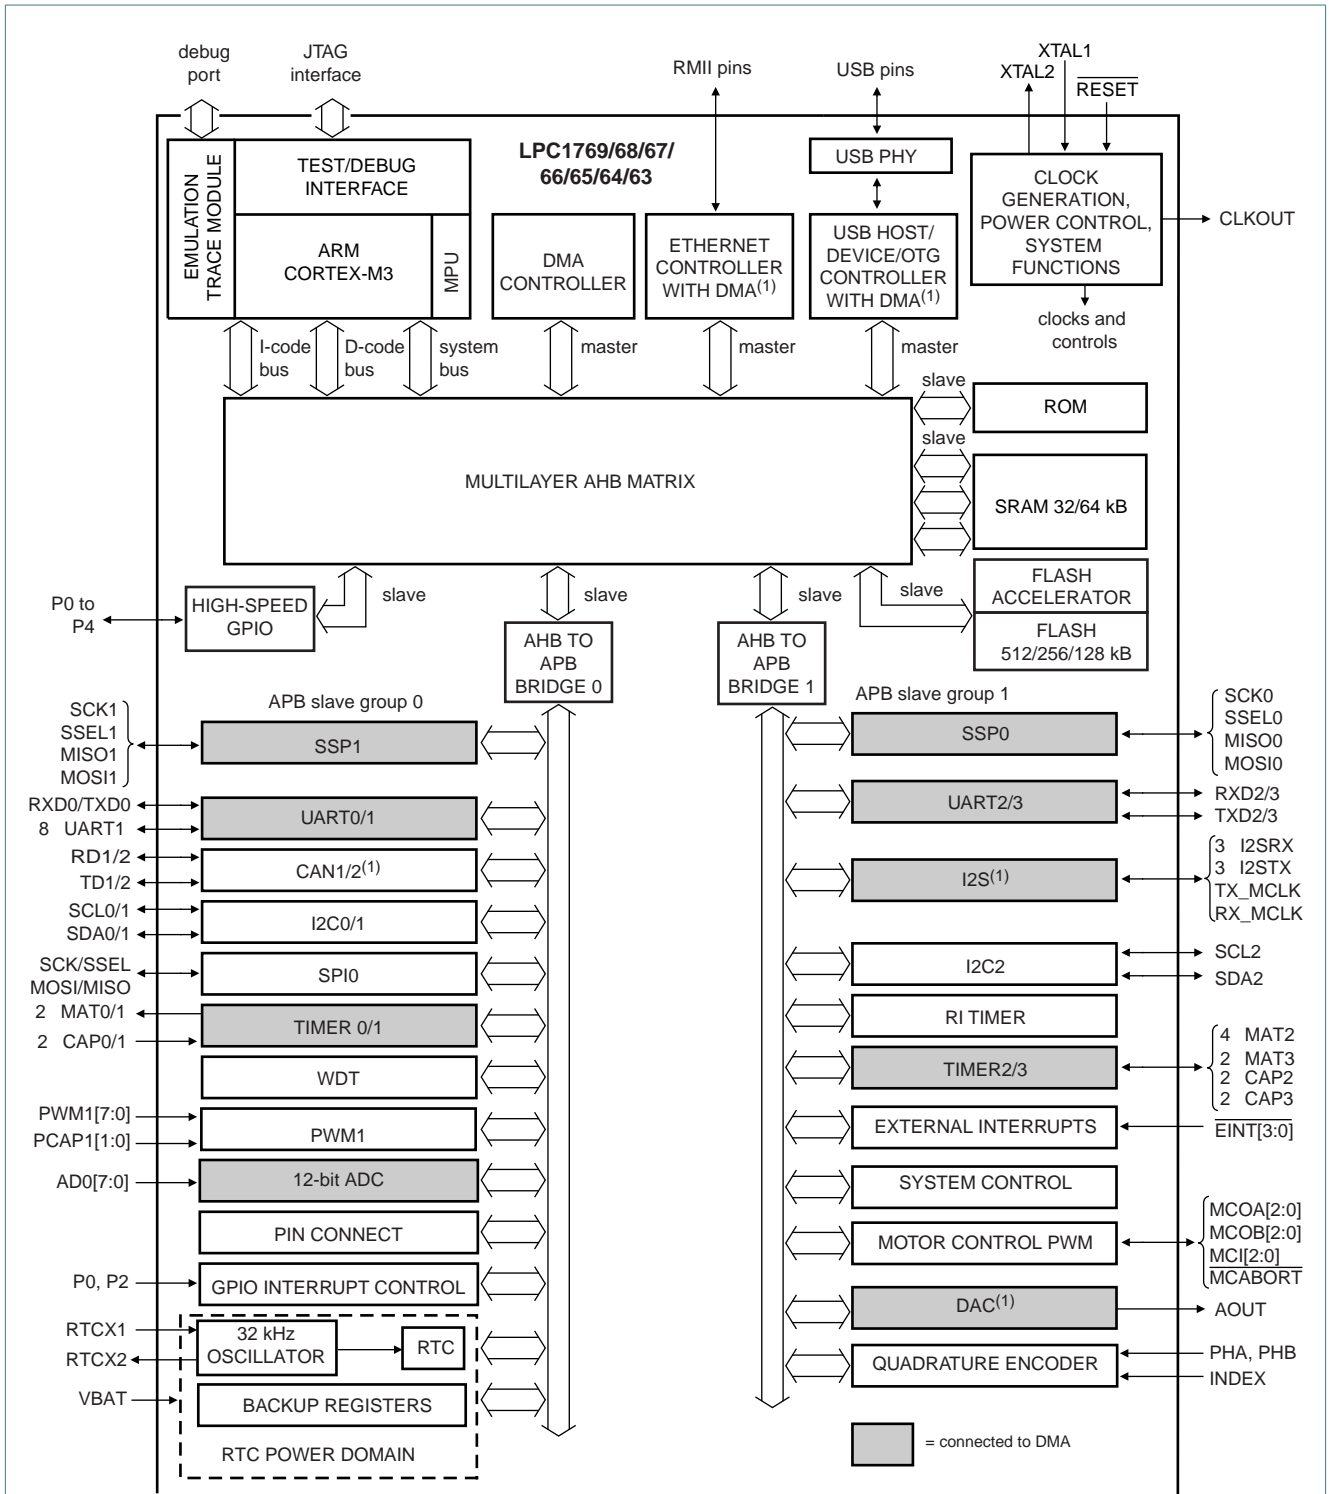 debug
port
JTAG
interface
RMII pins
USB pins
XTAL1
XTAL2
RESET
LPC1769/68/67/
66/65/64/63
EMULATION
TRACE MODULE
TEST/DEBUG
INTERFACE
ARM
CORTEX-M3
MPU
DMA
CONTROLLER
ETHERNET
CONTROLLER
WITH DMA(1)
USB PHY
USB HOST/
DEVICE/OTG
CONTROLLER
WITH DMA(1)
CLOCK
GENERATION,
POWER CONTROL,
SYSTEM
FUNCTIONS
CLKOUT
clocks and
controls
I-code
bus
D-code
bus
system
bus
master
master
master
slave
ROM
slave
SRAM 32/64 kB
MULTILAYER AHB MATRIX
FLASH
ACCELERATOR
FLASH
512/256/128 kB
P0 to
P4
HIGH-SPEED
GPIO
slave
slave
slave
slave
AHB TO
APB
BRIDGE 0
AHB TO
APB
BRIDGE 1
APB slave group 0
APB slave group 1
SCK1
SSEL1
MISO1
MOSI1
SSP1
RXD0/TXD0
8 UART1
UART0/1
RD1/2
TD1/2
CAN1/2(1)
SCL0/1
SDA0/1
I2C0/1
SCK/SSEL
MOSI/MISO
SPI0
2 MAT0/1
2 CAP0/1
TIMER 0/1
WDT
PWM1[7:0]
PCAP1[1:0]
PWM1
AD0[7:0]
12-bit ADC
PIN CONNECT
P0, P2
GPIO INTERRUPT CONTROL
RTCX1
RTCX2
32 kHz
OSCILLATOR
RTC
VBAT
BACKUP REGISTERS
RTC POWER DOMAIN
SSP0
SCK0
SSEL0
MISO0
MOSI0
UART2/3
RXD2/3
TXD2/3
I2S(1)
3 I2SRX
3 I2STX
TX_MCLK
RX_MCLK
I2C2
SCL2
SDA2
RI TIMER
TIMER2/3
4 MAT2
2 MAT3
2 CAP2
2 CAP3
EXTERNAL INTERRUPTS
EINT[3:0]
SYSTEM CONTROL
MOTOR CONTROL PWM
MCOA[2:0]
MCOB[2:0]
MCI[2:0]
MCABORT
DAC(1)
AOUT
QUADRATURE ENCODER
PHA, PHB
INDEX
= connected to DMA